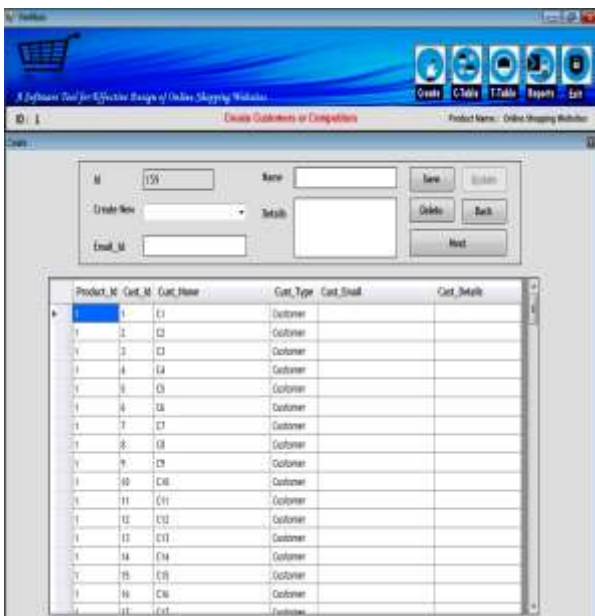 A Software Tool for Effective Design of Online Shopping Websites
Create C-Table T-Table Reports Exit
ID : 1 Create Customers or Competitors Product Name : Online Shopping Websites
Create
Id 159 Name Save Update
Create New Details Delete Back
Email_Id Next
Product_Id Cust_Id Cust_Name Cust_Type Cust_Email Cust_Details
1 1 C1 Customer
1 2 C2 Customer
1 3 C3 Customer
1 4 C4 Customer
1 5 C5 Customer
1 6 C6 Customer
1 7 C7 Customer
1 8 C8 Customer
1 9 C9 Customer
1 10 C10 Customer
1 11 C11 Customer
1 12 C12 Customer
1 13 C13 Customer
1 14 C14 Customer
1 15 C15 Customer
1 16 C16 Customer
1 17 C17 Customer